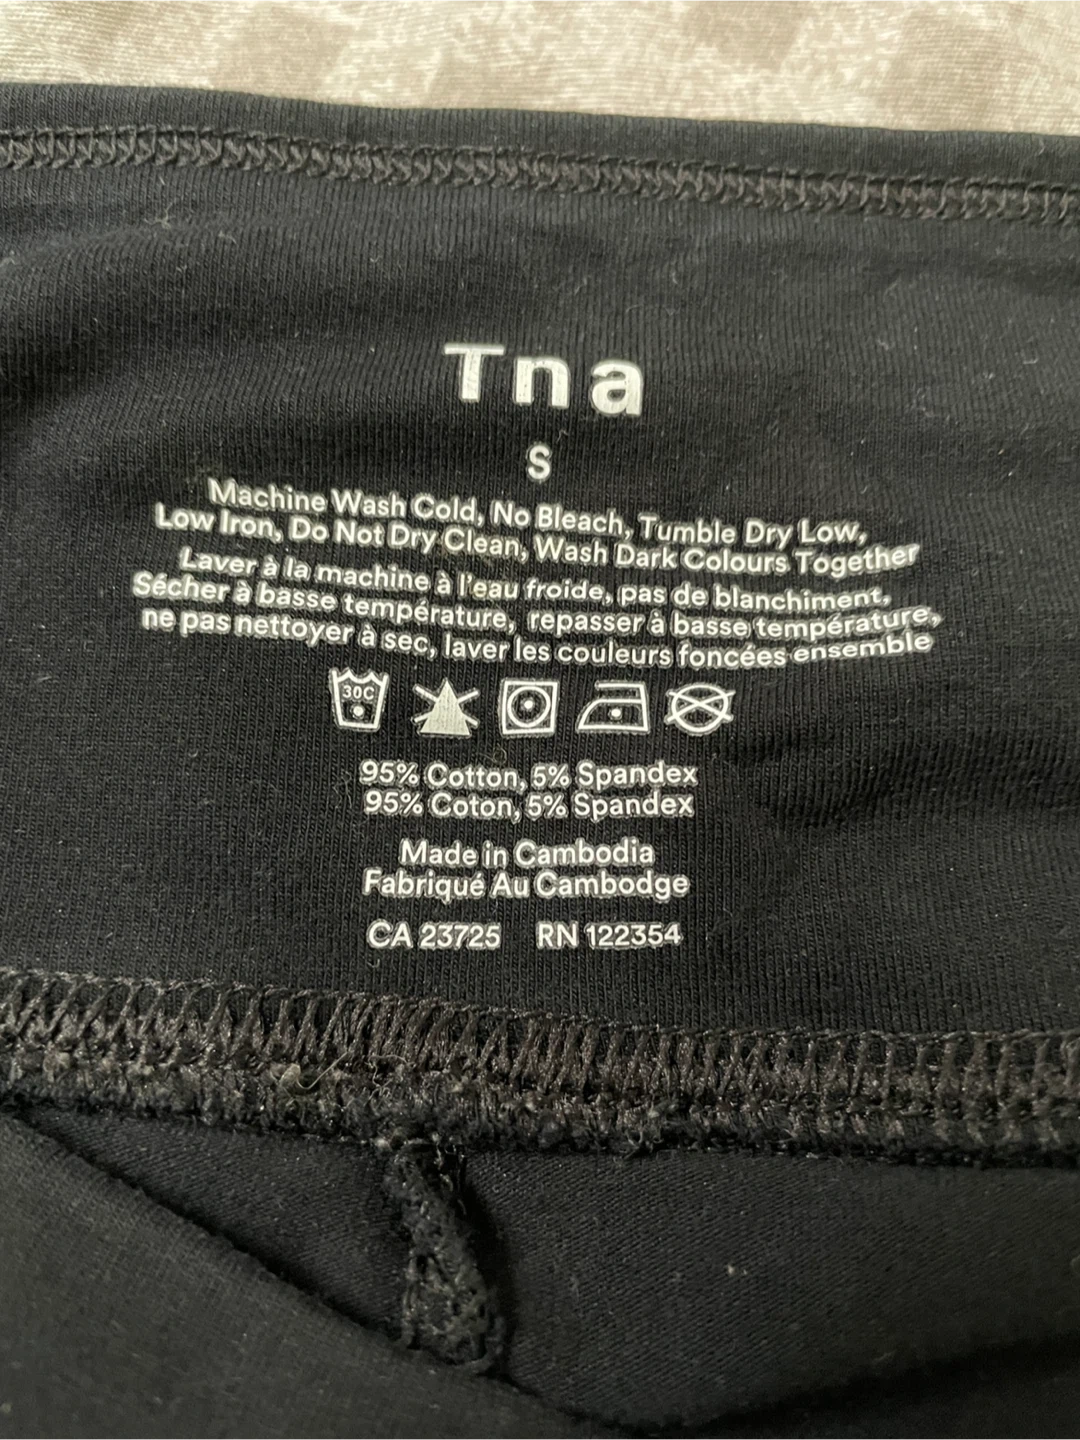 Tna
S
Machine Wash Cold, No Bleach, Tumble Dry Low,
Low Iron, Do Not Dry Clean, Wash Dark Colours Together
Laver à la machine à l'eau froide, pas de blanchiment,
Sécher à basse température, repasser à basse température,
ne pas nettoyer à sec, laver les couleurs foncées ensemble
30C
95% Cotton, 5% Spandex
95% Coton, 5% Spandex
Made in Cambodia
Fabriqué Au Cambodge
CA 23725 RN 122354